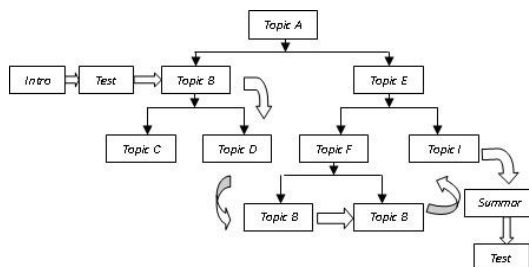 Topic A
Intro
Test
Topic B
Topic E
Topic C
Topic D
Topic F
Topic I
Topic B
Topic B
Summar
Test